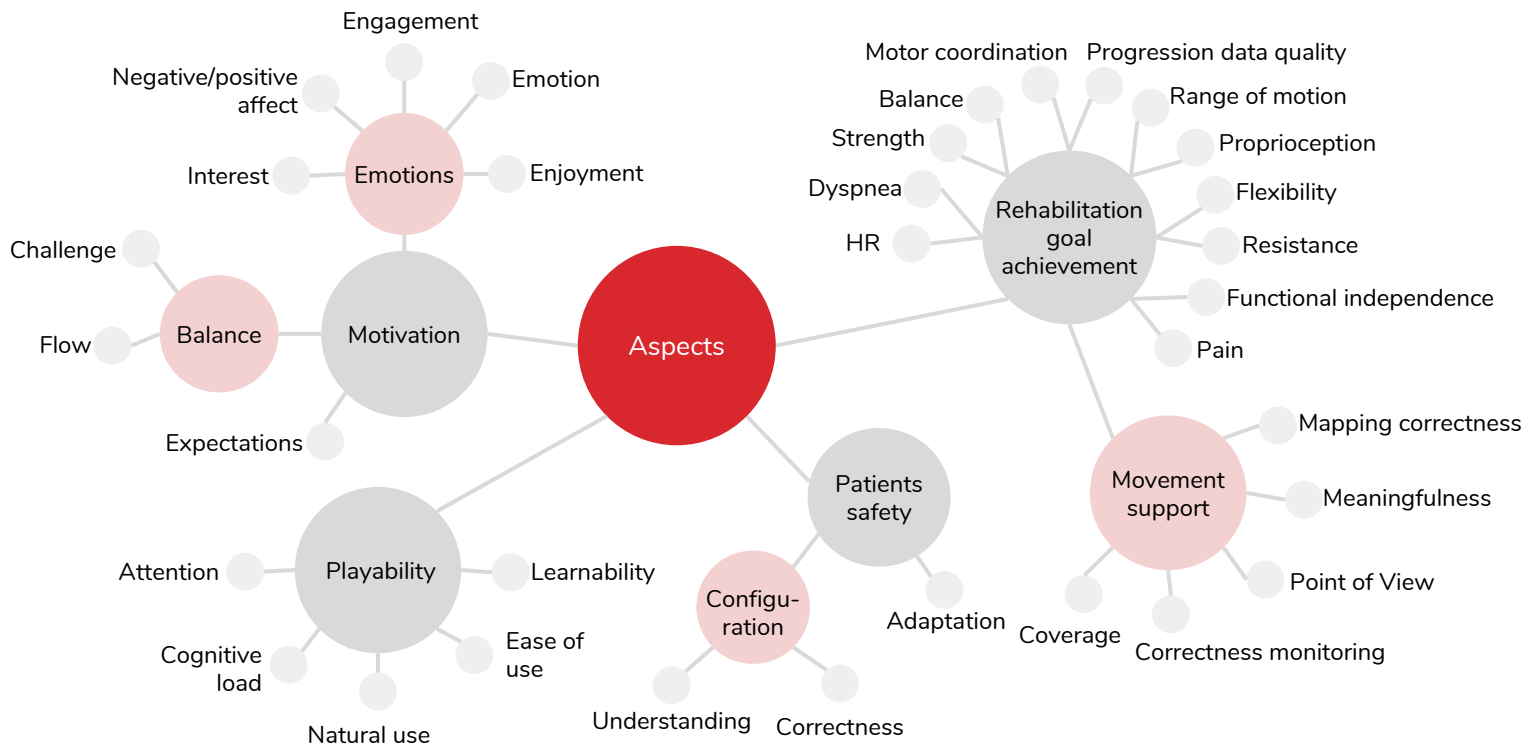 Engagement
Negative/positive
affect
Emotion
Interest
Emotions
Enjoyment
Challenge
Flow
Balance
Motivation
Expectations
Aspects
Motor coordination
Progression data quality
Balance
Range of motion
Strength
Proprioception
Dyspnea
Flexibility
HR
Rehabilitation
goal
achievement
Resistance
Functional independence
Pain
Movement
support
Mapping correctness
Meaningfulness
Point of View
Coverage
Correctness monitoring
Patients
safety
Adaptation
Configu-
ration
Understanding
Correctness
Playability
Attention
Learnability
Cognitive
load
Ease of
use
Natural use